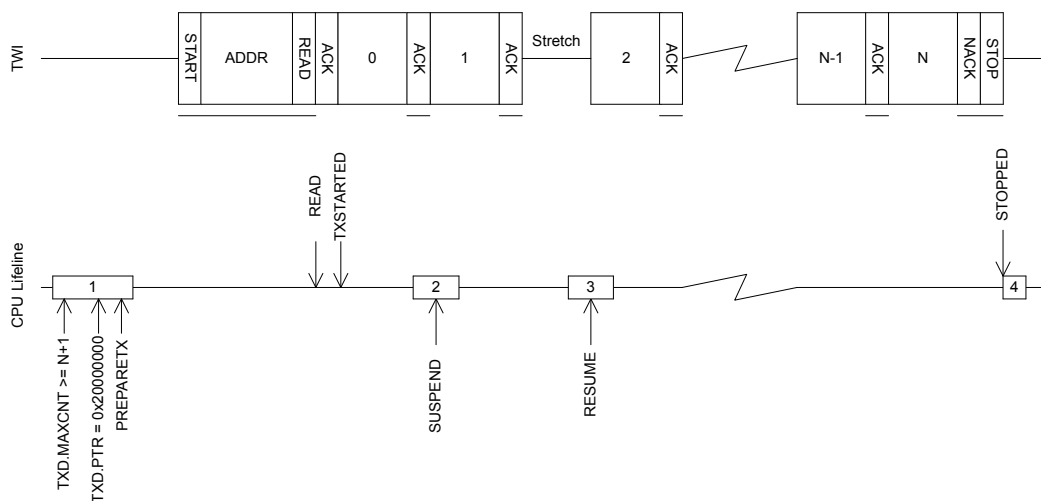 TWI
START
ADDR
READ
ACK
0
ACK
1
ACK
Stretch
2
ACK
N-1
ACK
N
NACK
STOP
READ
TXSTARTED
STOPPED
CPU Lifeline
1
2
3
4
TXD.MAXCNT >= N+1
TXD.PTR = 0x20000000
PREPARETX
SUSPEND
RESUME